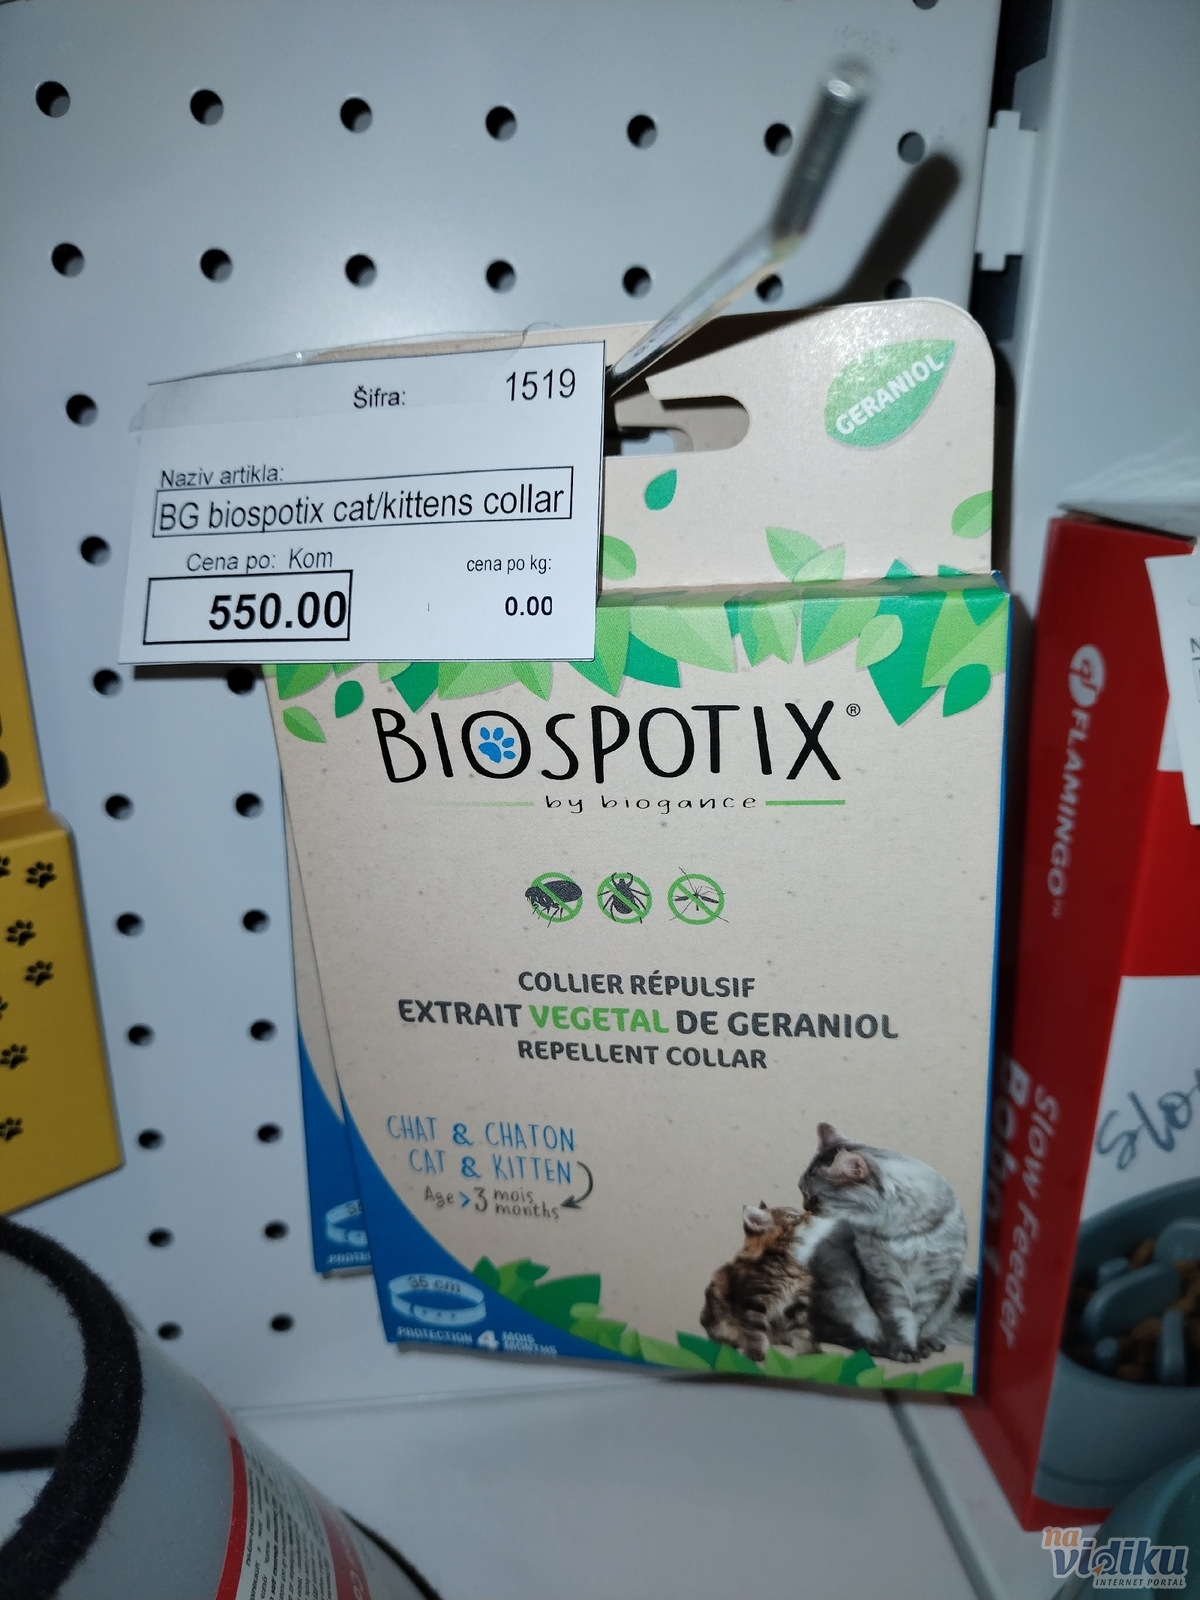 Šifra: 1519
Naziv artikla:
BG biospotix cat/kittens collar
Cena po: Kom
cena po kg:
550.00
0.00
GERANIOL
BIOSPOTIX®
by biogance
COLLIER RÉPULSIF
EXTRAIT VEGETAL DE GERANIOL
REPELLENT COLLAR
CHAT & CHATON
CAT & KITTEN
Age >3 mois
months
35 cm
PROTECTION 4 MOIS
MONTHS
FLAMINGO
Slow Feeder
na
vidiku
INTERNET PORTAL